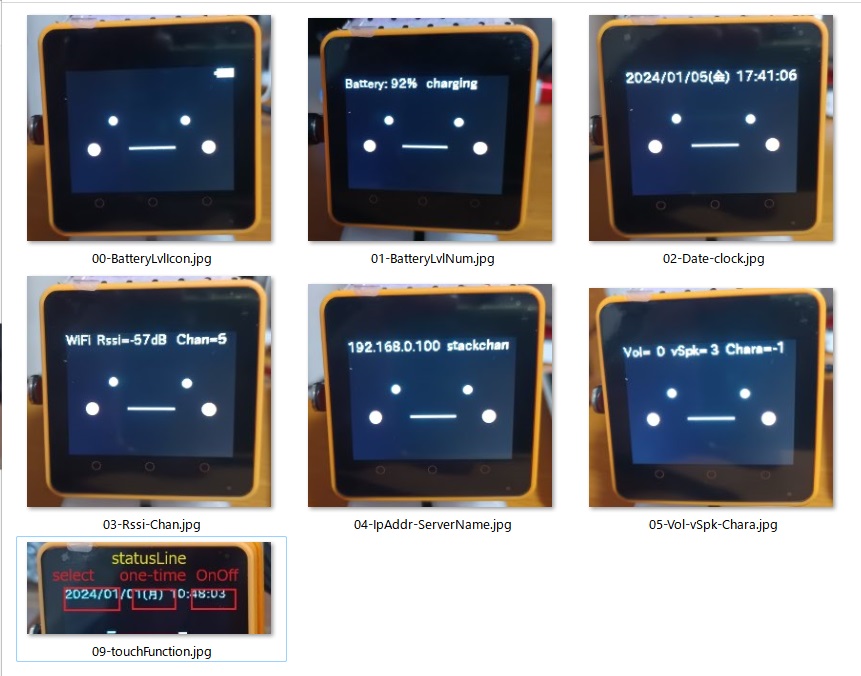 00-BatteryLvlIcon.jpg
Battery: 92% charging
01-BatteryLvlNum.jpg
2024/01/05(金) 17:41:06
02-Date-clock.jpg
WiFi Rssi=-57dB Chan=5
03-Rssi-Chan.jpg
192.168.0.100 stackchan
04-IpAddr-ServerName.jpg
Vol= 0 vSpk= 3 Chara=-1
05-Vol-vSpk-Chara.jpg
statusLine
select one-time OnOff
2024/01/01(月) 10:48:03
09-touchFunction.jpg